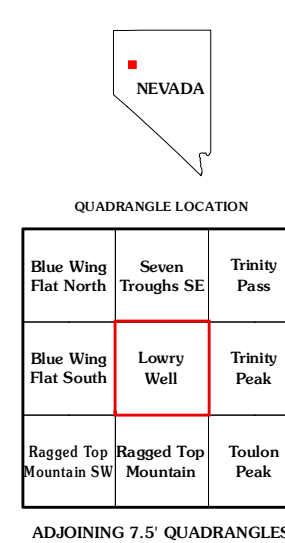 NEVADA
QUADRANGLE LOCATION
Blue Wing Seven Trinity
Flat North Troughs SE Pass
Blue Wing Lowry Trinity
Flat South Well Peak
Ragged Top Ragged Top Toulon
Mountain SW Mountain Peak
ADJOINING 7.5' QUADRANGLES